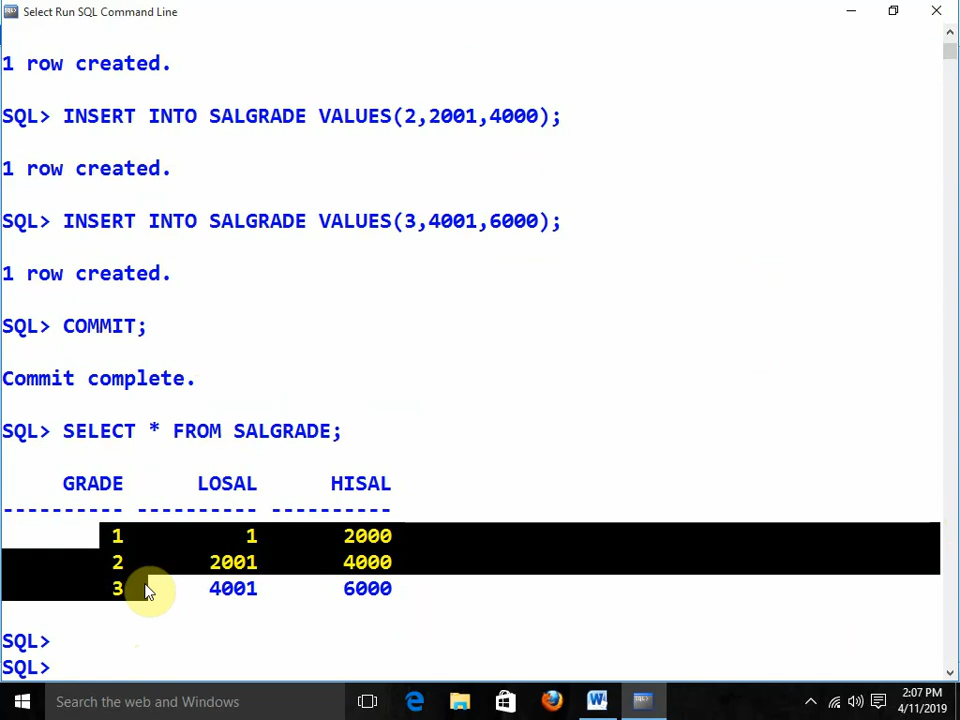 Select Run SQL Command Line
1 row created.
SQL> INSERT INTO SALGRADE VALUES(2,2001,4000);
1 row created.
SQL> INSERT INTO SALGRADE VALUES(3,4001,6000);
1 row created.
SQL> COMMIT;
Commit complete.
SQL> SELECT * FROM SALGRADE;
GRADE LOSAL HISAL
---------- ---------- ----------
1 1 2000
2 2001 4000
3 4001 6000
SQL>
SQL>
Search the web and Windows
2:07 PM
4/11/2019